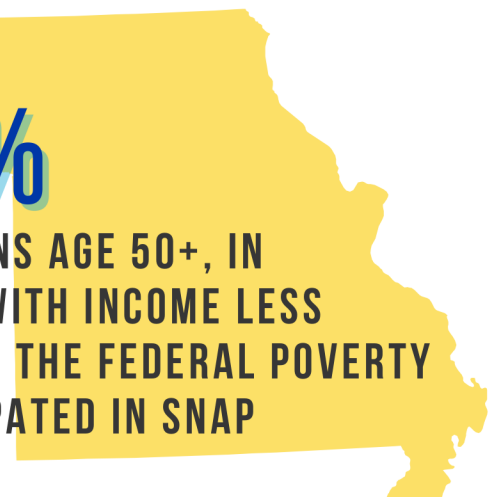 %
NS AGE 50+, IN
WITH INCOME LESS
THE FEDERAL POVERTY
PATED IN SNAP